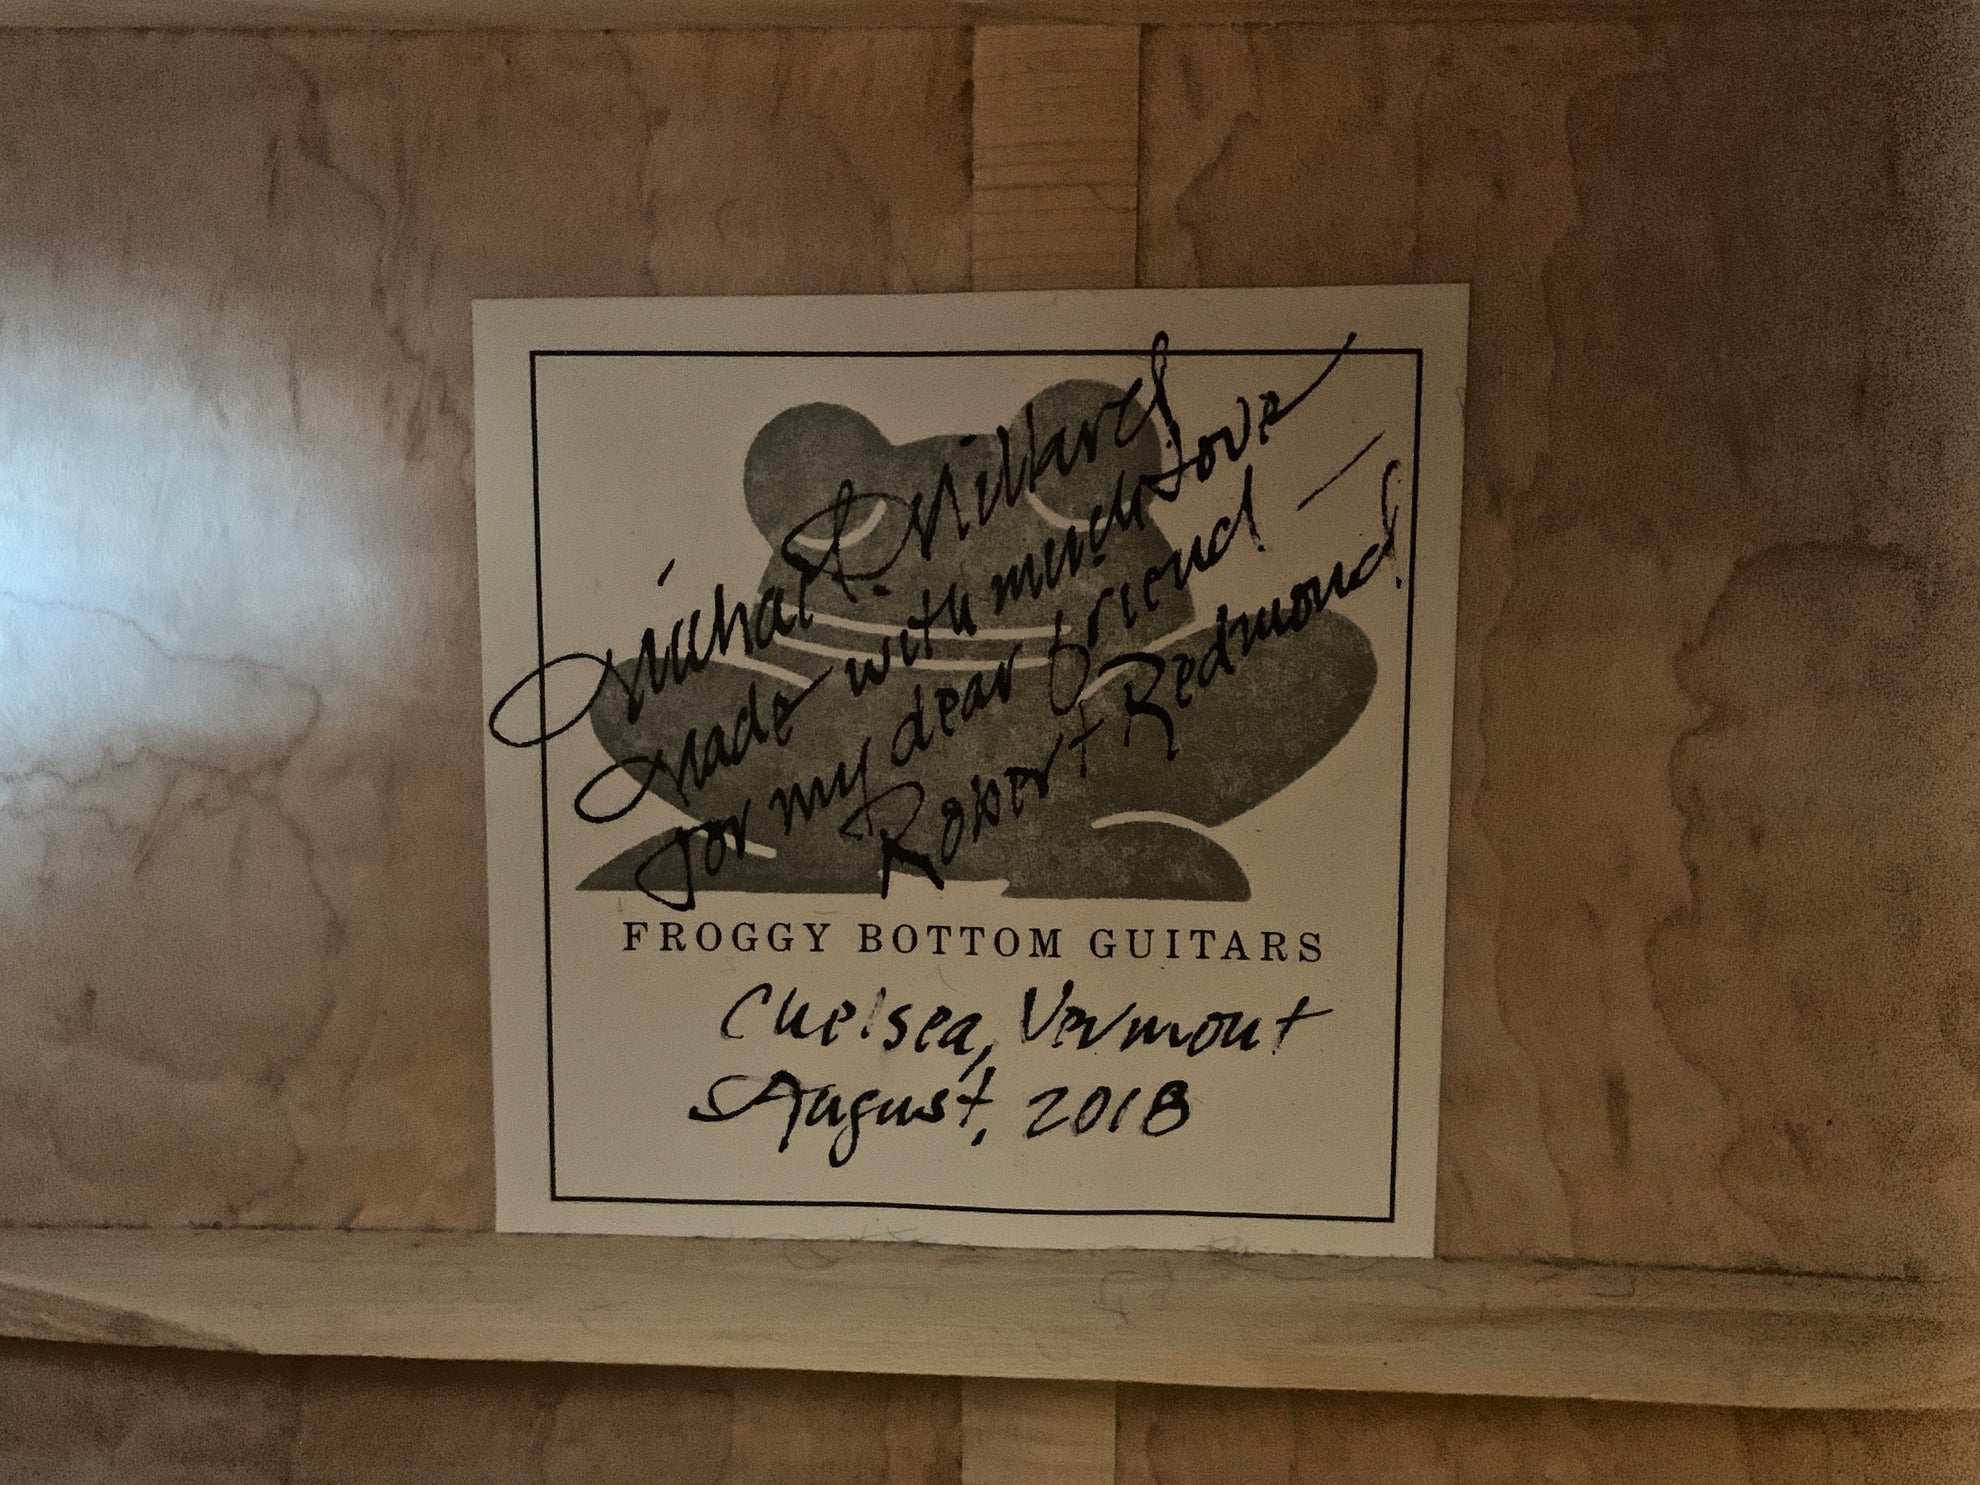 Michael Millard
Made with much Love
for my dear friend —
Robert Redmond
FROGGY BOTTOM GUITARS
Chelsea, Vermont
August, 2018